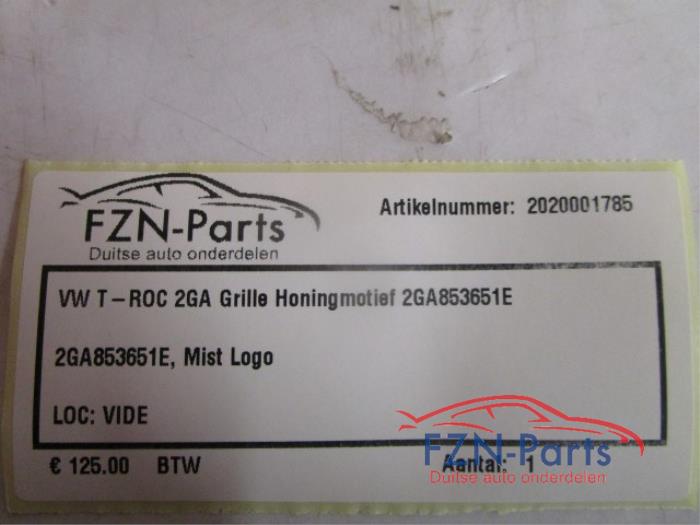 FZN-Parts
Duitse auto onderdelen
Artikelnummer: 2020001785
VW T-ROC 2GA Grille Honingmotief 2GA853651E
2GA853651E, Mist Logo
LOC: VIDE
€ 125.00 BTW
Aantal: 1
FZN-Parts
Duitse auto onderdelen